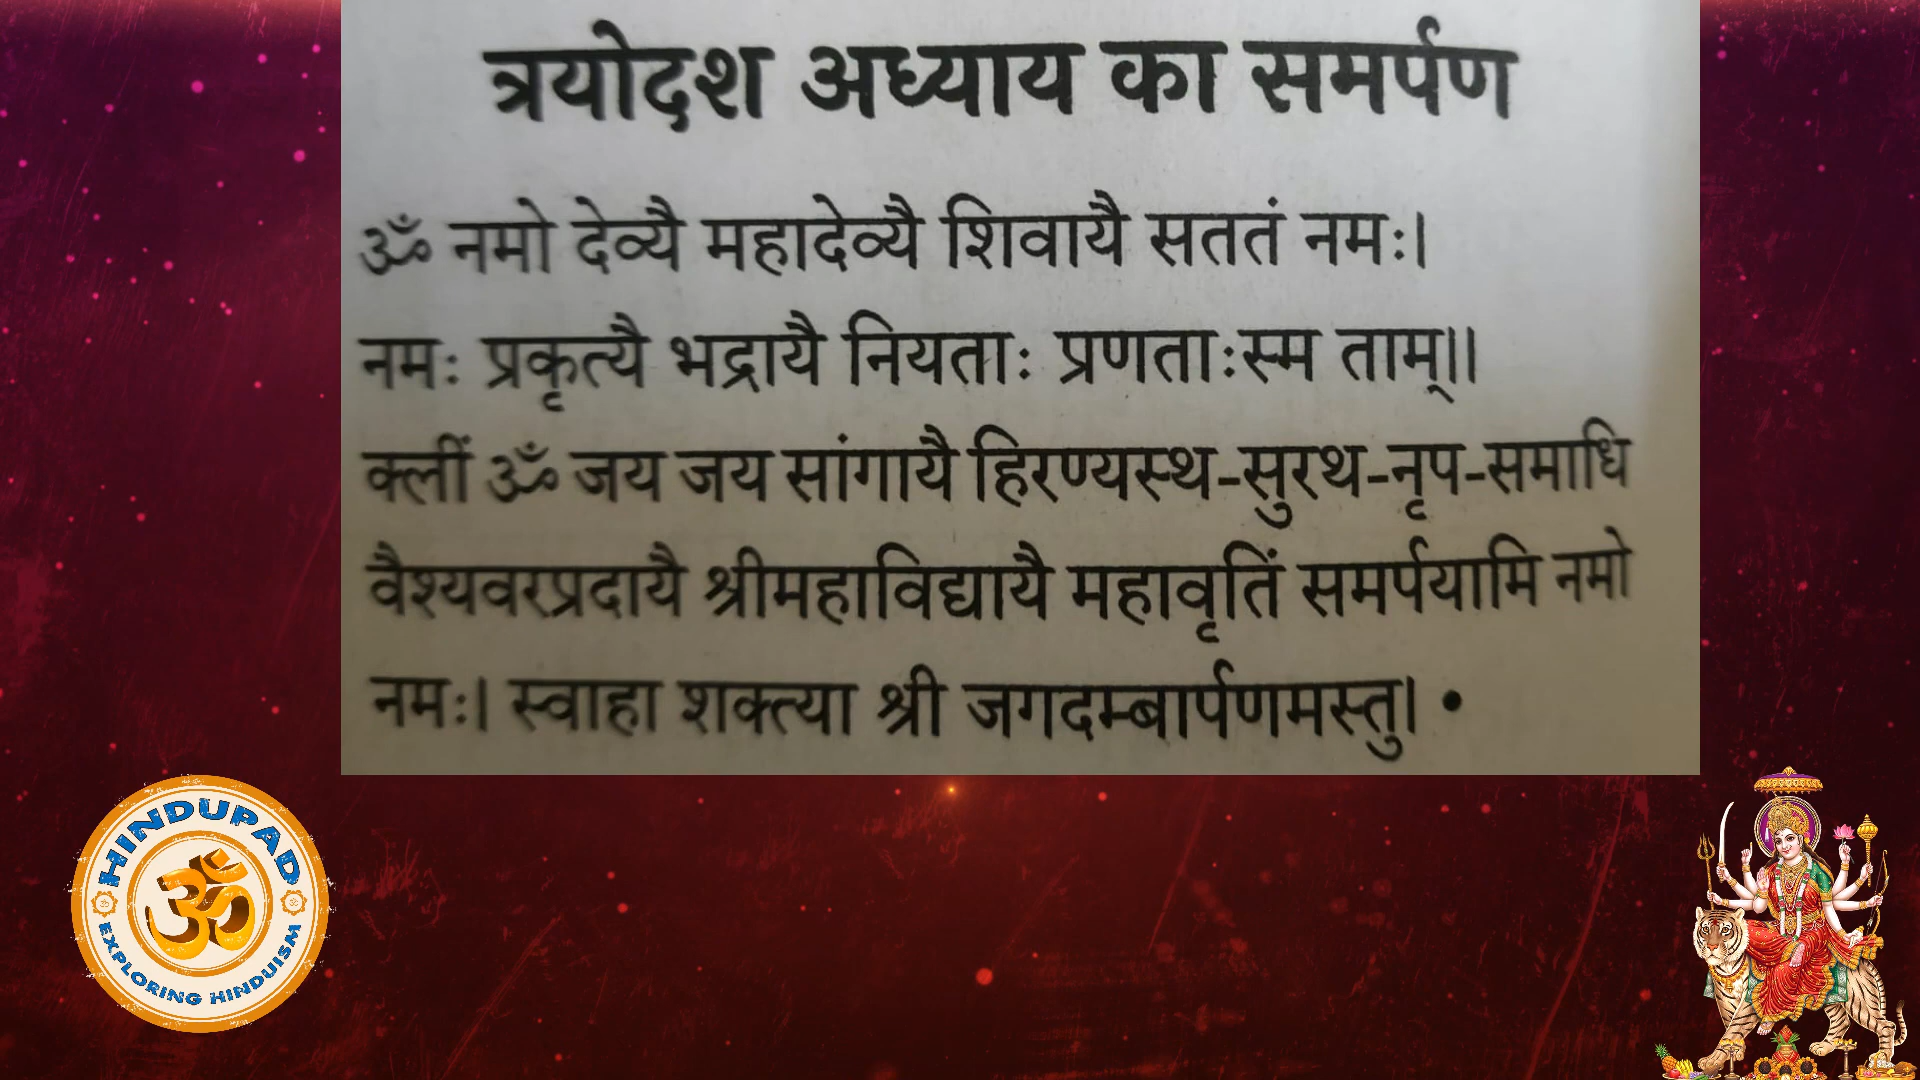 त्रयोदश अध्याय का समर्पण
ॐ नमो देव्यै महादेव्यै शिवायै सततं नमः।
नमः प्रकृत्यै भद्रायै नियताः प्रणताःस्म ताम्।।
क्लीं ॐ जय जय सांगायै हिरण्यस्थ-सुरथ-नृप-समाधि
वैश्यवरप्रदायै श्रीमहाविद्यायै महावृतिं समर्पयामि नमो
नमः। स्वाहा शक्त्या श्री जगदम्बार्पणमस्तु। •
HINDUPAD
ॐ
EXPLORING HINDUISM